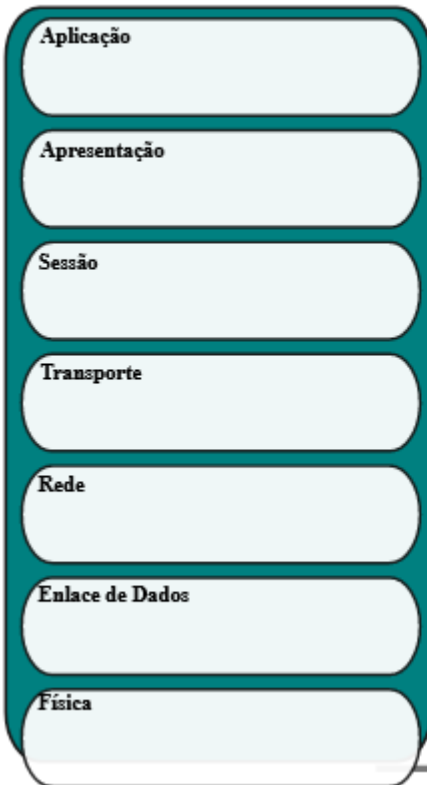 Aplicação
Apresentação
Sessão
Transporte
Rede
Enlace de Dados
Física